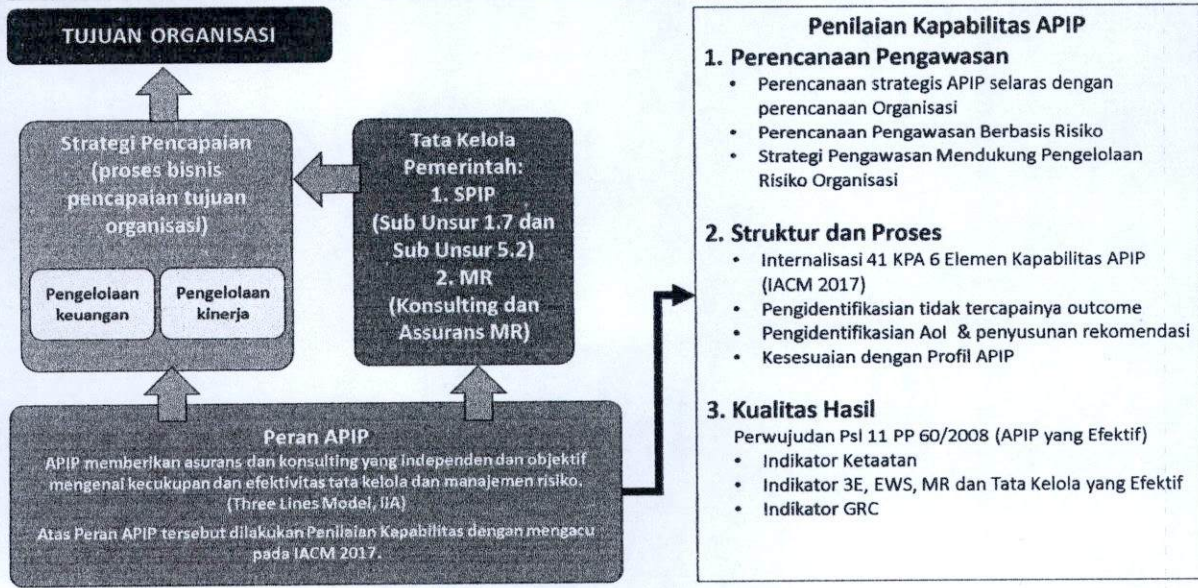 TUJUAN ORGANISASI
Strategi Pencapaian
(proses bisnis
pencapaian tujuan
organisasi)
Pengelolaan
keuangan
Pengelolaan
kinerja
Tata Kelola
Pemerintah:
1. SPIP
(Sub Unsur 1.7 dan
Sub Unsur 5.2)
2. MR
(Konsulting dan
Assurans MR)
Peran APIP
APIP memberikan asurans dan konsulting yang independen dan objektif
mengenai kecukupan dan efektivitas tata kelola dan manajemen risiko.
(Three Lines Model, IIA)
Atas Peran APIP tersebut dilakukan Penilaian Kapabilitas dengan mengacu
pada IACM 2017.
Penilaian Kapabilitas APIP
1. Perencanaan Pengawasan
• Perencanaan strategis APIP selaras dengan
perencanaan Organisasi
• Perencanaan Pengawasan Berbasis Risiko
• Strategi Pengawasan Mendukung Pengelolaan
Risiko Organisasi
2. Struktur dan Proses
• Internalisasi 41 KPA 6 Elemen Kapabilitas APIP
(IACM 2017)
• Pengidentifikasian tidak tercapainya outcome
• Pengidentifikasian AoI & penyusunan rekomendasi
• Kesesuaian dengan Profil APIP
3. Kualitas Hasil
Perwujudan Psl 11 PP 60/2008 (APIP yang Efektif)
• Indikator Ketaatan
• Indikator 3E, EWS, MR dan Tata Kelola yang Efektif
• Indikator GRC